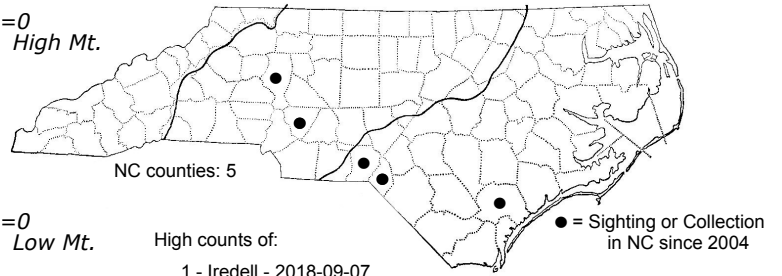 =0
High Mt.
NC counties: 5
=0
Low Mt.
High counts of:
● = Sighting or Collection
in NC since 2004
1 - Iredell - 2018-09-07